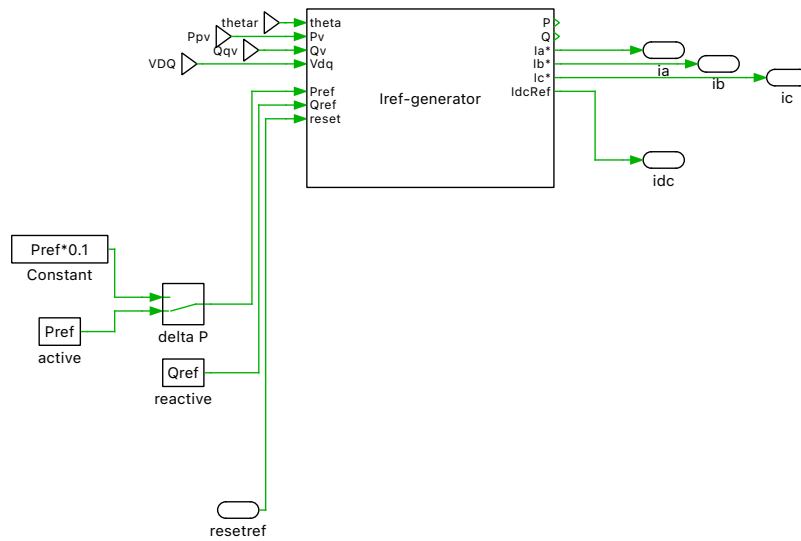 thetar
Ppv
Qqv
VDQ
theta
Pv
Qv
Vdq
Pref
Qref
reset
Iref-generator
P
Q
Ia*
Ib*
Ic*
IdcRef
ia
ib
ic
idc
Pref*0.1
Constant
Pref
active
delta P
Qref
reactive
resetref